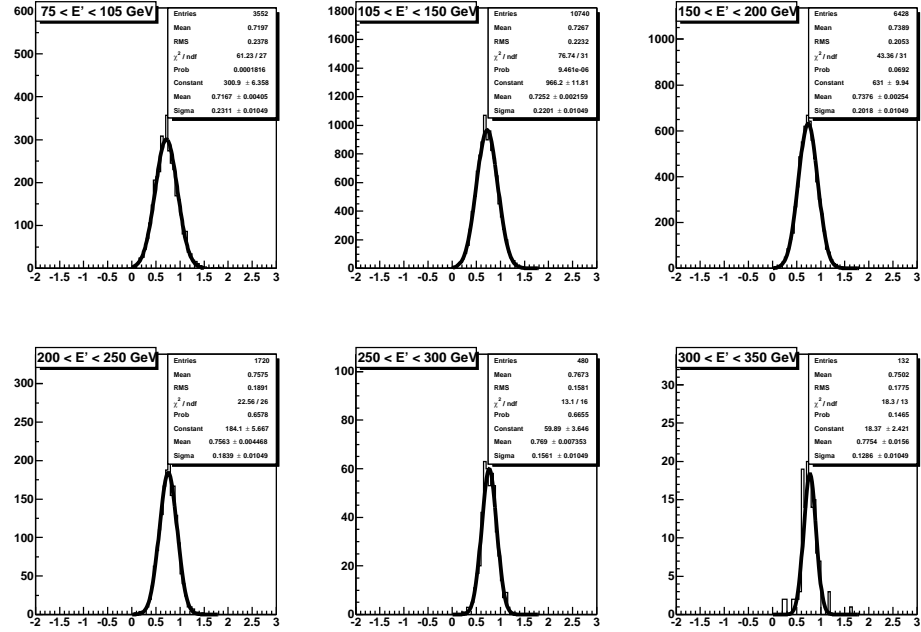 75 < E' < 105 GeV
Entries 3552
Mean 0.7197
RMS 0.2378
χ² / ndf 61.23 / 27
Prob 0.0001816
Constant 300.9 ± 6.358
Mean 0.7167 ± 0.00405
Sigma 0.2311 ± 0.01049
600
500
400
300
200
100
0
-2 -1.5 -1 -0.5 0 0.5 1 1.5 2 2.5 3
105 < E' < 150 GeV
Entries 10740
Mean 0.7267
RMS 0.2232
χ² / ndf 76.74 / 31
Prob 9.461e-06
Constant 966.2 ± 11.81
Mean 0.7252 ± 0.002159
Sigma 0.2201 ± 0.01049
1800
1600
1400
1200
1000
800
600
400
200
0
-2 -1.5 -1 -0.5 0 0.5 1 1.5 2 2.5 3
150 < E' < 200 GeV
Entries 6428
Mean 0.7389
RMS 0.2053
χ² / ndf 43.36 / 31
Prob 0.0692
Constant 631 ± 9.94
Mean 0.7376 ± 0.00254
Sigma 0.2018 ± 0.01049
1000
800
600
400
200
0
-2 -1.5 -1 -0.5 0 0.5 1 1.5 2 2.5 3
200 < E' < 250 GeV
Entries 1720
Mean 0.7575
RMS 0.1891
χ² / ndf 22.56 / 26
Prob 0.6578
Constant 184.1 ± 5.667
Mean 0.7563 ± 0.004468
Sigma 0.1839 ± 0.01049
300
250
200
150
100
50
0
-2 -1.5 -1 -0.5 0 0.5 1 1.5 2 2.5 3
250 < E' < 300 GeV
Entries 480
Mean 0.7673
RMS 0.1581
χ² / ndf 13.1 / 16
Prob 0.6655
Constant 59.89 ± 3.646
Mean 0.769 ± 0.007353
Sigma 0.1561 ± 0.01049
100
80
60
40
20
0
-2 -1.5 -1 -0.5 0 0.5 1 1.5 2 2.5 3
300 < E' < 350 GeV
Entries 132
Mean 0.7502
RMS 0.1775
χ² / ndf 18.3 / 13
Prob 0.1465
Constant 18.37 ± 2.421
Mean 0.7754 ± 0.0156
Sigma 0.1286 ± 0.01049
30
25
20
15
10
5
0
-2 -1.5 -1 -0.5 0 0.5 1 1.5 2 2.5 3